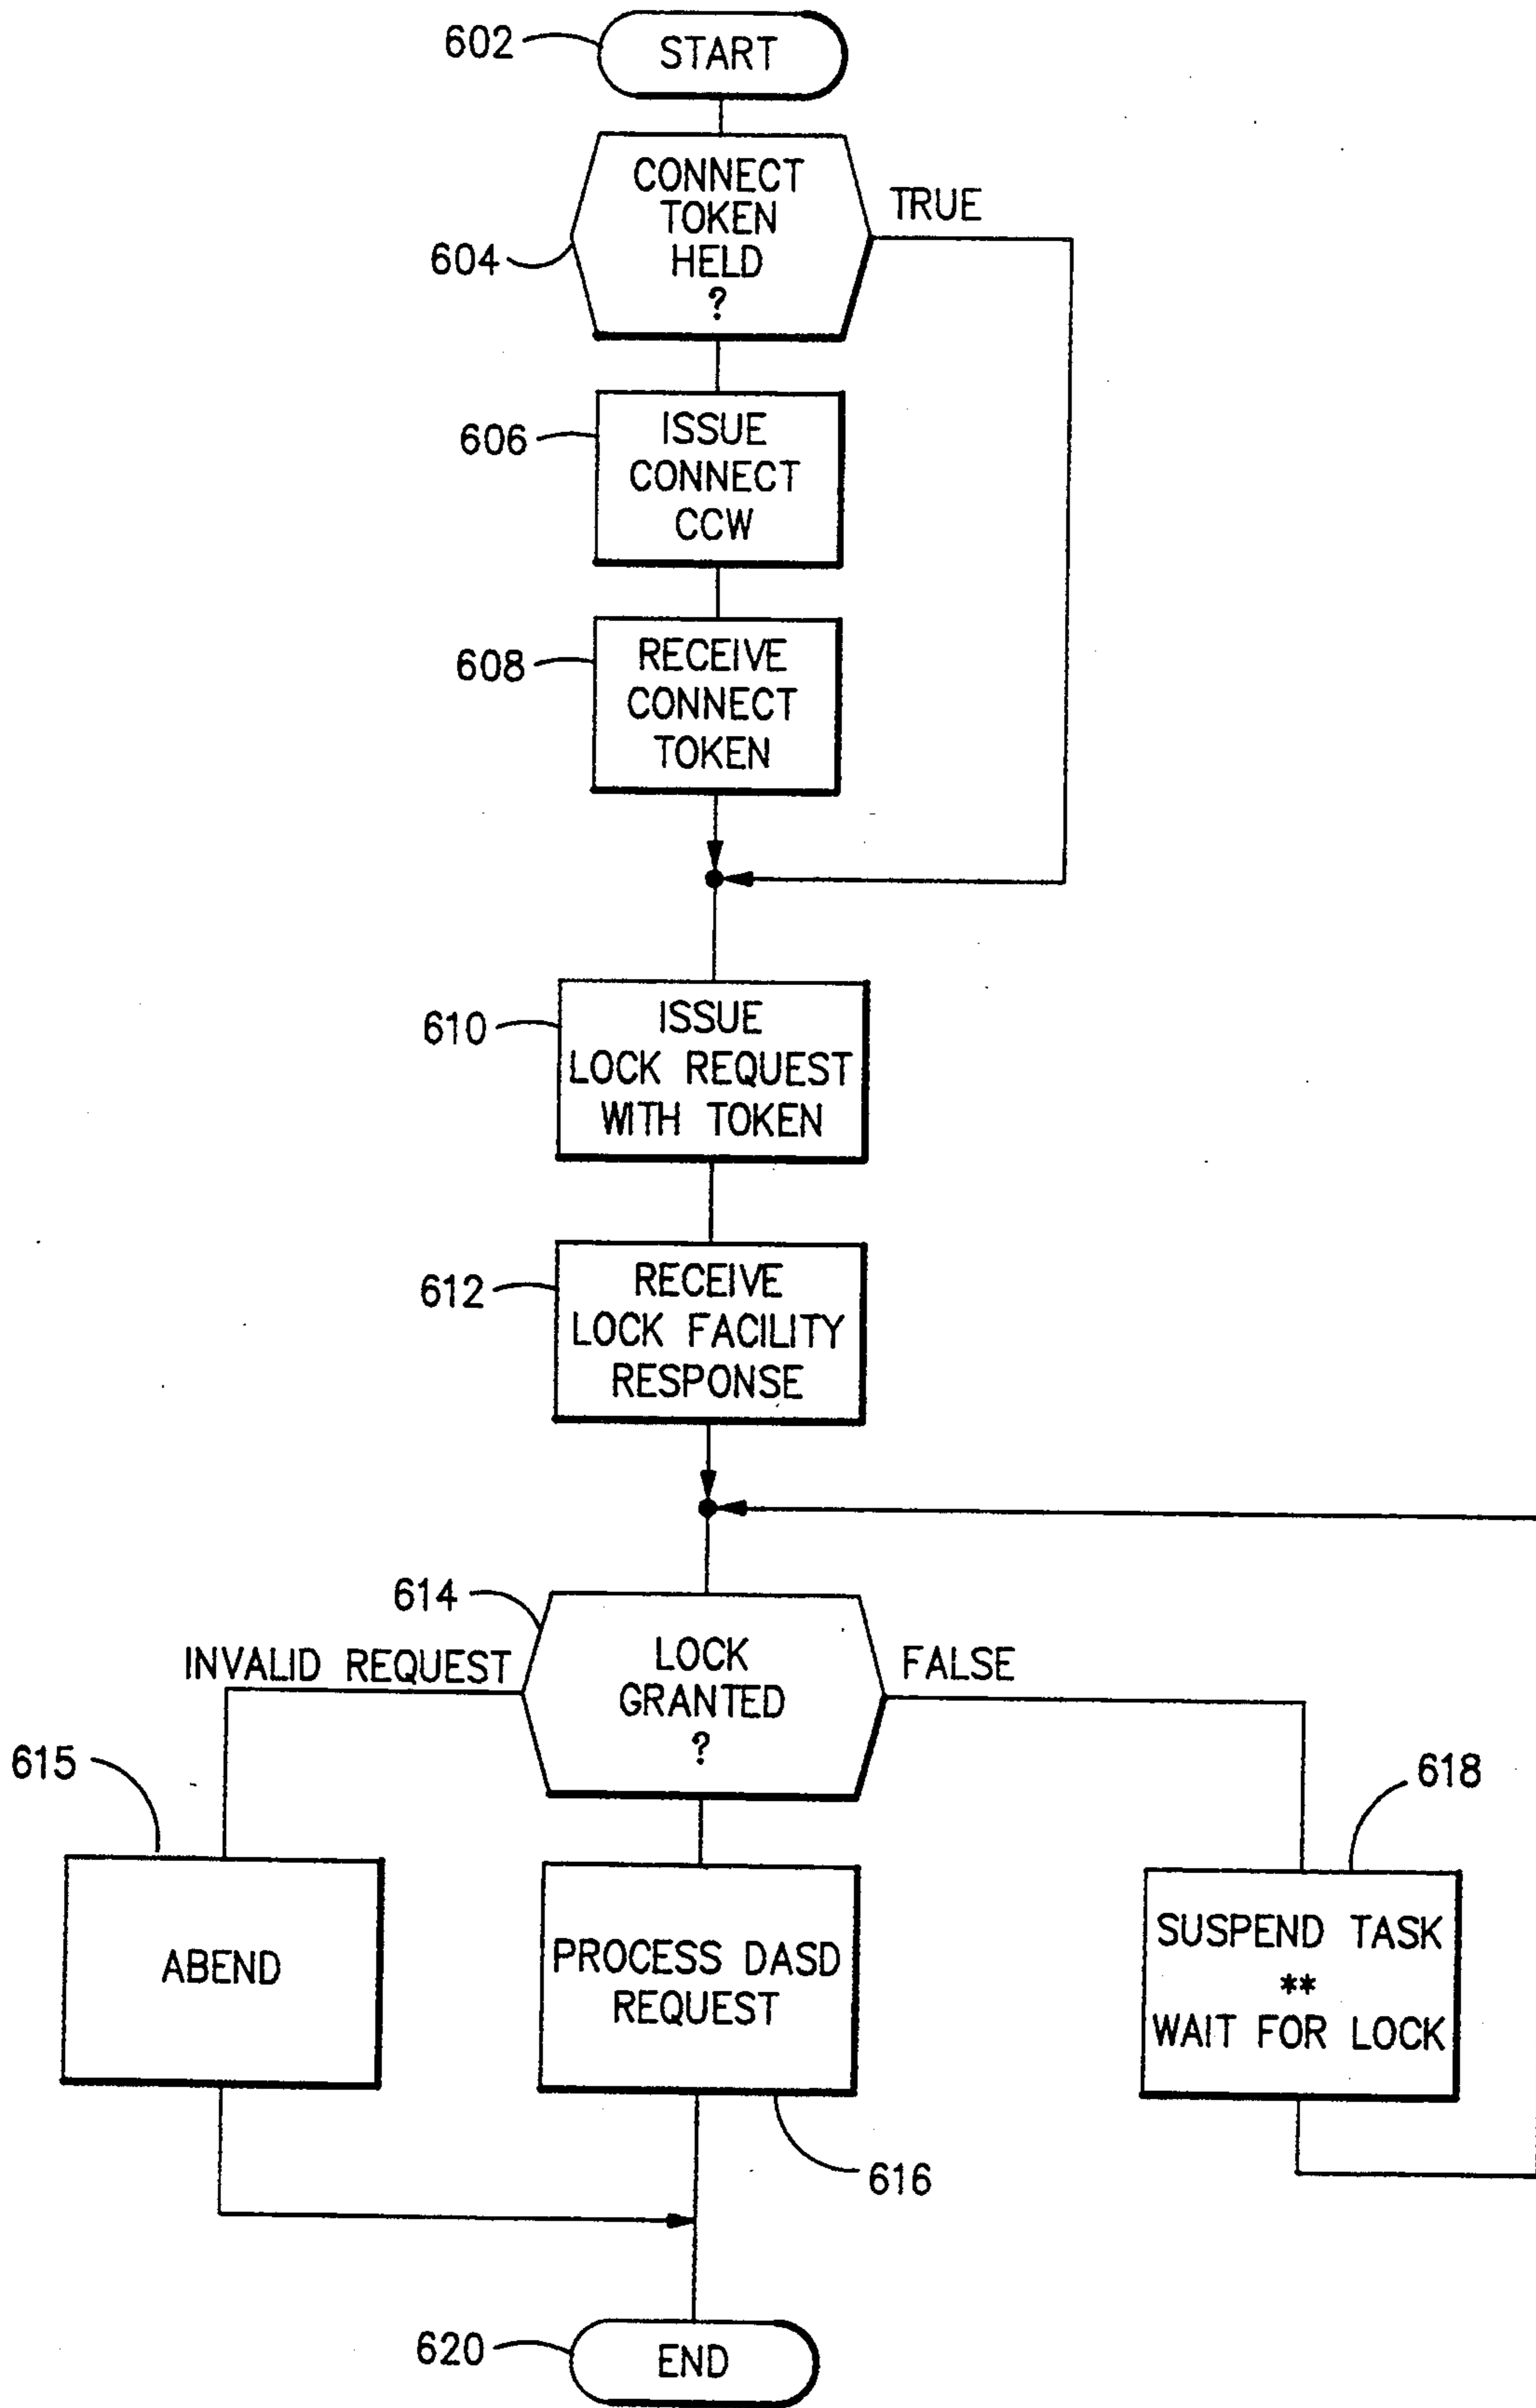 602
START
CONNECT
TOKEN
HELD
?
TRUE
604
606
ISSUE
CONNECT
CCW
608
RECEIVE
CONNECT
TOKEN
610
ISSUE
LOCK REQUEST
WITH TOKEN
612
RECEIVE
LOCK FACILITY
RESPONSE
614
INVALID REQUEST
LOCK
GRANTED
?
FALSE
615
ABEND
PROCESS DASD
REQUEST
616
618
SUSPEND TASK
**
WAIT FOR LOCK
620
END